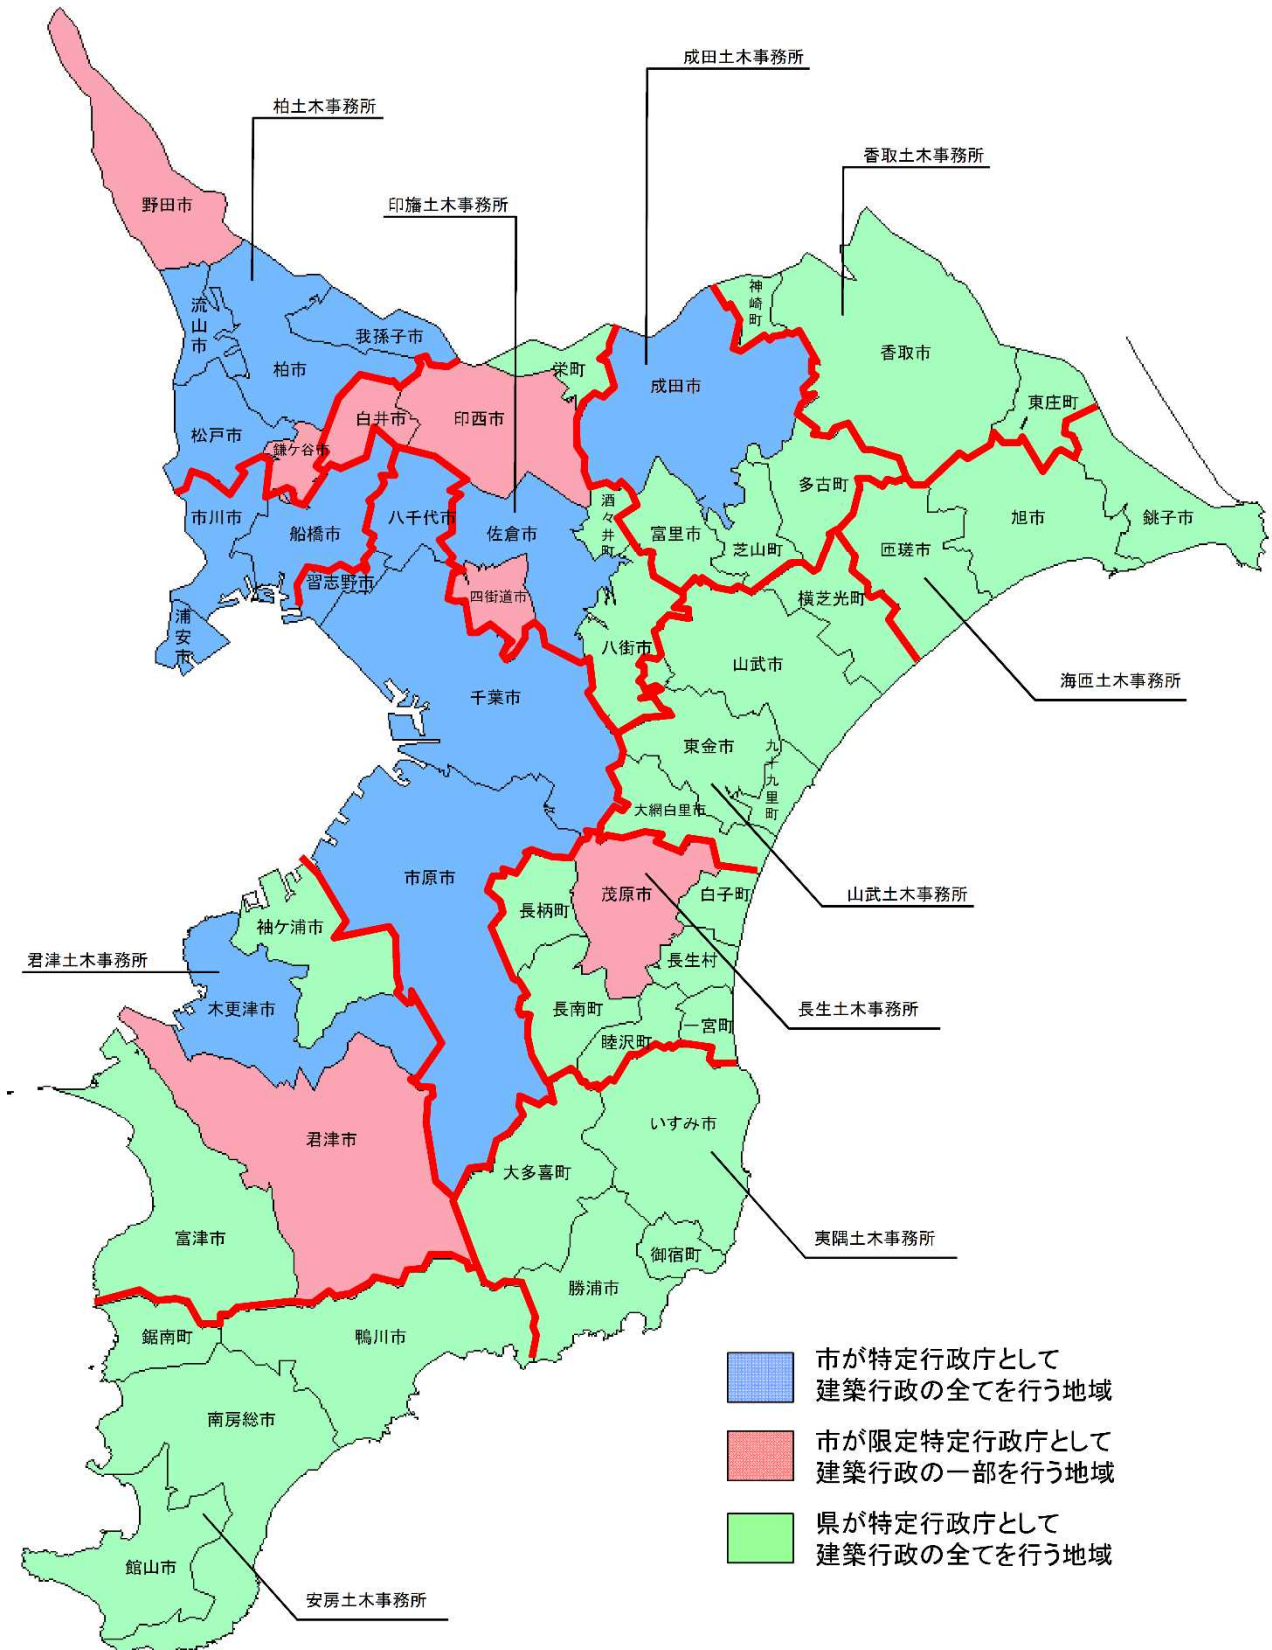 成田土木事務所
柏土木事務所
香取土木事務所
印旛土木事務所
野田市
神崎町
流山市
我孫子市
香取市
柏市
栄町
成田市
東庄町
松戸市
白井市
印西市
鎌ケ谷市
多古町
酒々井町
市川市
船橋市
八千代市
佐倉市
富里市
芝山町
匝瑳市
旭市
銚子市
習志野市
四街道市
横芝光町
浦安市
八街市
山武市
海匝土木事務所
千葉市
東金市
九十九里町
大網白里市
市原市
茂原市
白子町
山武土木事務所
長柄町
袖ケ浦市
君津土木事務所
長生村
木更津市
長南町
長生土木事務所
一宮町
睦沢町
いすみ市
君津市
大多喜町
富津市
御宿町
夷隅土木事務所
勝浦市
鋸南町
鴨川市
市が特定行政庁として
建築行政の全てを行う地域
南房総市
市が限定特定行政庁として
建築行政の一部を行う地域
県が特定行政庁として
建築行政の全てを行う地域
館山市
安房土木事務所